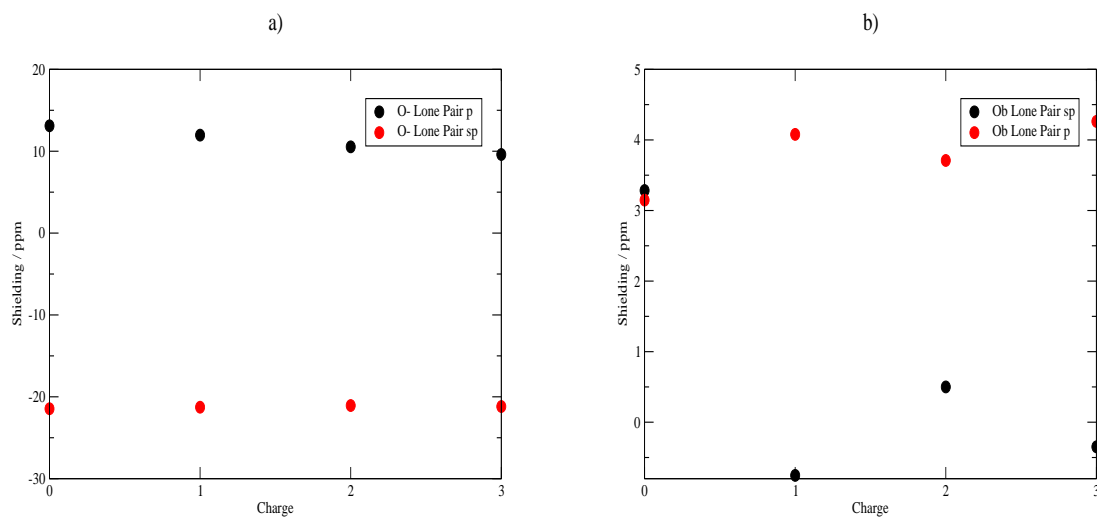 a)
20
10
0
-10
-20
-30
0
1
2
3
Shielding / ppm
Charge
O- Lone Pair p
O- Lone Pair sp
b)
5
4
3
2
1
0
0
1
2
3
Shielding / ppm
Charge
Ob Lone Pair sp
Ob Lone Pair p